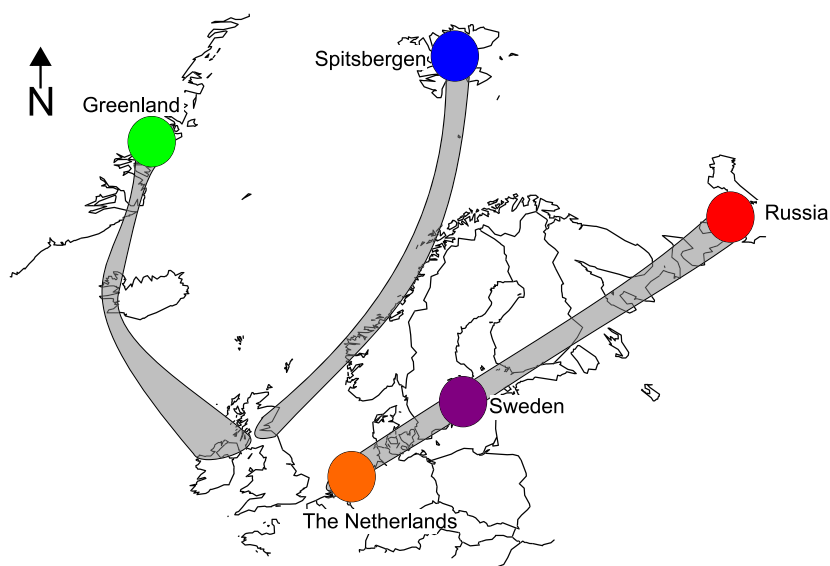 Spitsbergen
N
Greenland
Russia
Sweden
The Netherlands